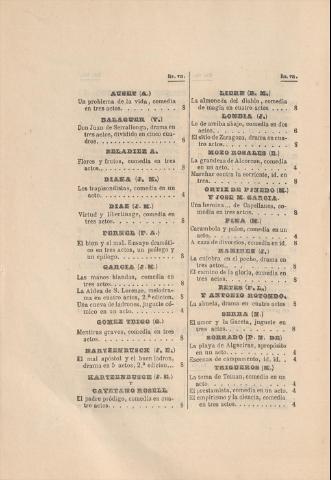 Rs. vn.
AUSET (A.)
Un problema de la vida, comedia
en tres actos. . . . . . . . 8
BALAGUER (V.)
Don Juan de Serrallonga, drama en
tres actos, dividido en cinco cua-
dros. . . . . . . . . . 8
BELADIEZ A.
Flores y frutos, comedia en tres
actos. . . . . . . . . . 8
DIANA (J. M.)
Los trapisondistas, comedia en un
acto. . . . . . . . . . 4
DIAZ (J. M.)
Virtud y libertinage, comedia en
tres actos. . . . . . . . 8
FERNEL (P. A.)
El bien y el mal. Ensayo dramáti-
co en tres actos, un prólogo y
un epílogo. . . . . . . . 8
GARCIA (J. M.)
Las manos blandas, comedia en
tres actos. . . . . . . . 8
La Aldea de S. Lorenzo, melodra-
ma en cuatro actos, 2.ª edicion. 8
Una cueva de ladrones, juguete có-
mico en un acto. . . . . . 4
GOMEZ TRIGO (G.)
Mentiras graves, comedia en tres
actos. . . . . . . . . . 8
HARTZENBUSCH (J. E.)
El mal apóstol y el buen ladron,
drama en 5 actos, 2.ª edicion. . . 8
HARTZENBUSCH (J. E.)
Y
CAYETANO ROSELL
El padre pródigo, comedia en cua-
tro actos. . . . . . . . 8
Rs. vn.
LIERN (R. M.)
La almoneda del diablo, comedia
de magia en cuatro actos . . . 8
LONDIA (J.)
Lo de arriba abajo, comedia en dos
actos. . . . . . . . . . 6
El sitio de Zaragoza, drama en cua-
tro actos. . . . . . . . 8
MOZO ROSALES (E.)
La grandeza de Alcorcon, comedia
en un acto. . . . . . . . 4
Marchar contra la corriente, id. en
tres. . . . . . . . . . 8
ORTIZ DE PINEDO (M.)
Y JOSE M. GARCIA.
Una heroina... de Capellanes, co-
media en tres actos. . . . . 8
PINA (M.)
Carambola y palos, comedia en un
acto. . . . . . . . . . 4
A caza de divorcios, comedia en id. 8
RAMIREZ (J.)
La culebra en el pecho, drama en
tres actos. . . . . . . . 8
El camino de la gloria, comedia en
tres actos. . . . . . . . 8
REYES (P. L.)
Y ANTONIO ROTONDO.
La abuela, drama en cuatro actos 8
SERRA (N.)
El amor y la Gaceta, juguete en
tres actos. . . . . . . . 8
SORRADO (P. N. DE)
La playa de Algeciras, apropósito
en un acto. . . . . . . . 4
Escenas de campamento, id. id. . 4
TRIGUEROS (M.)
La toma de Tetuan, comedia en un
acto. . . . . . . . . . 4
El prestamista, comedia en un acto. 4
El empirismo y la ciencia, comedia
en tres actos. . . . . . . 4